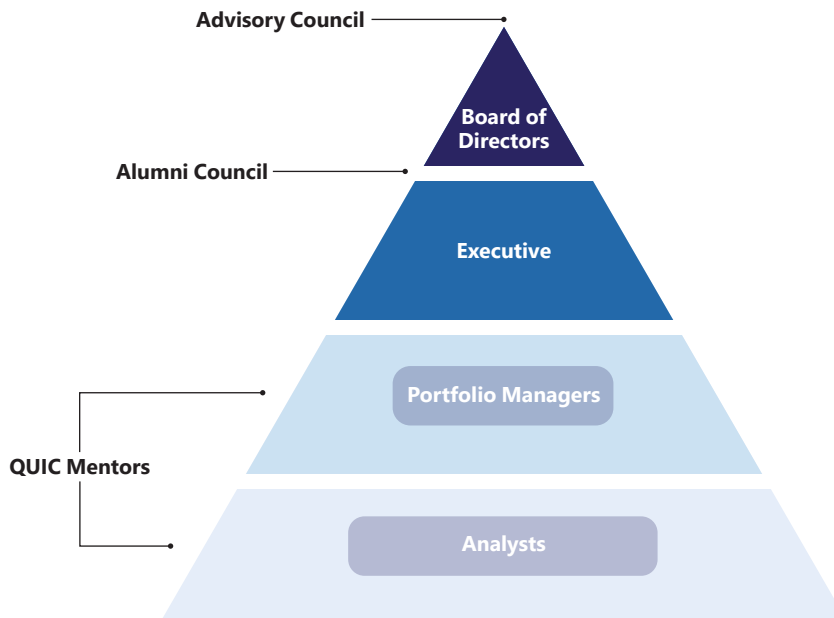 Advisory Council
Board of
Directors
Alumni Council
Executive
Portfolio Managers
QUIC Mentors
Analysts